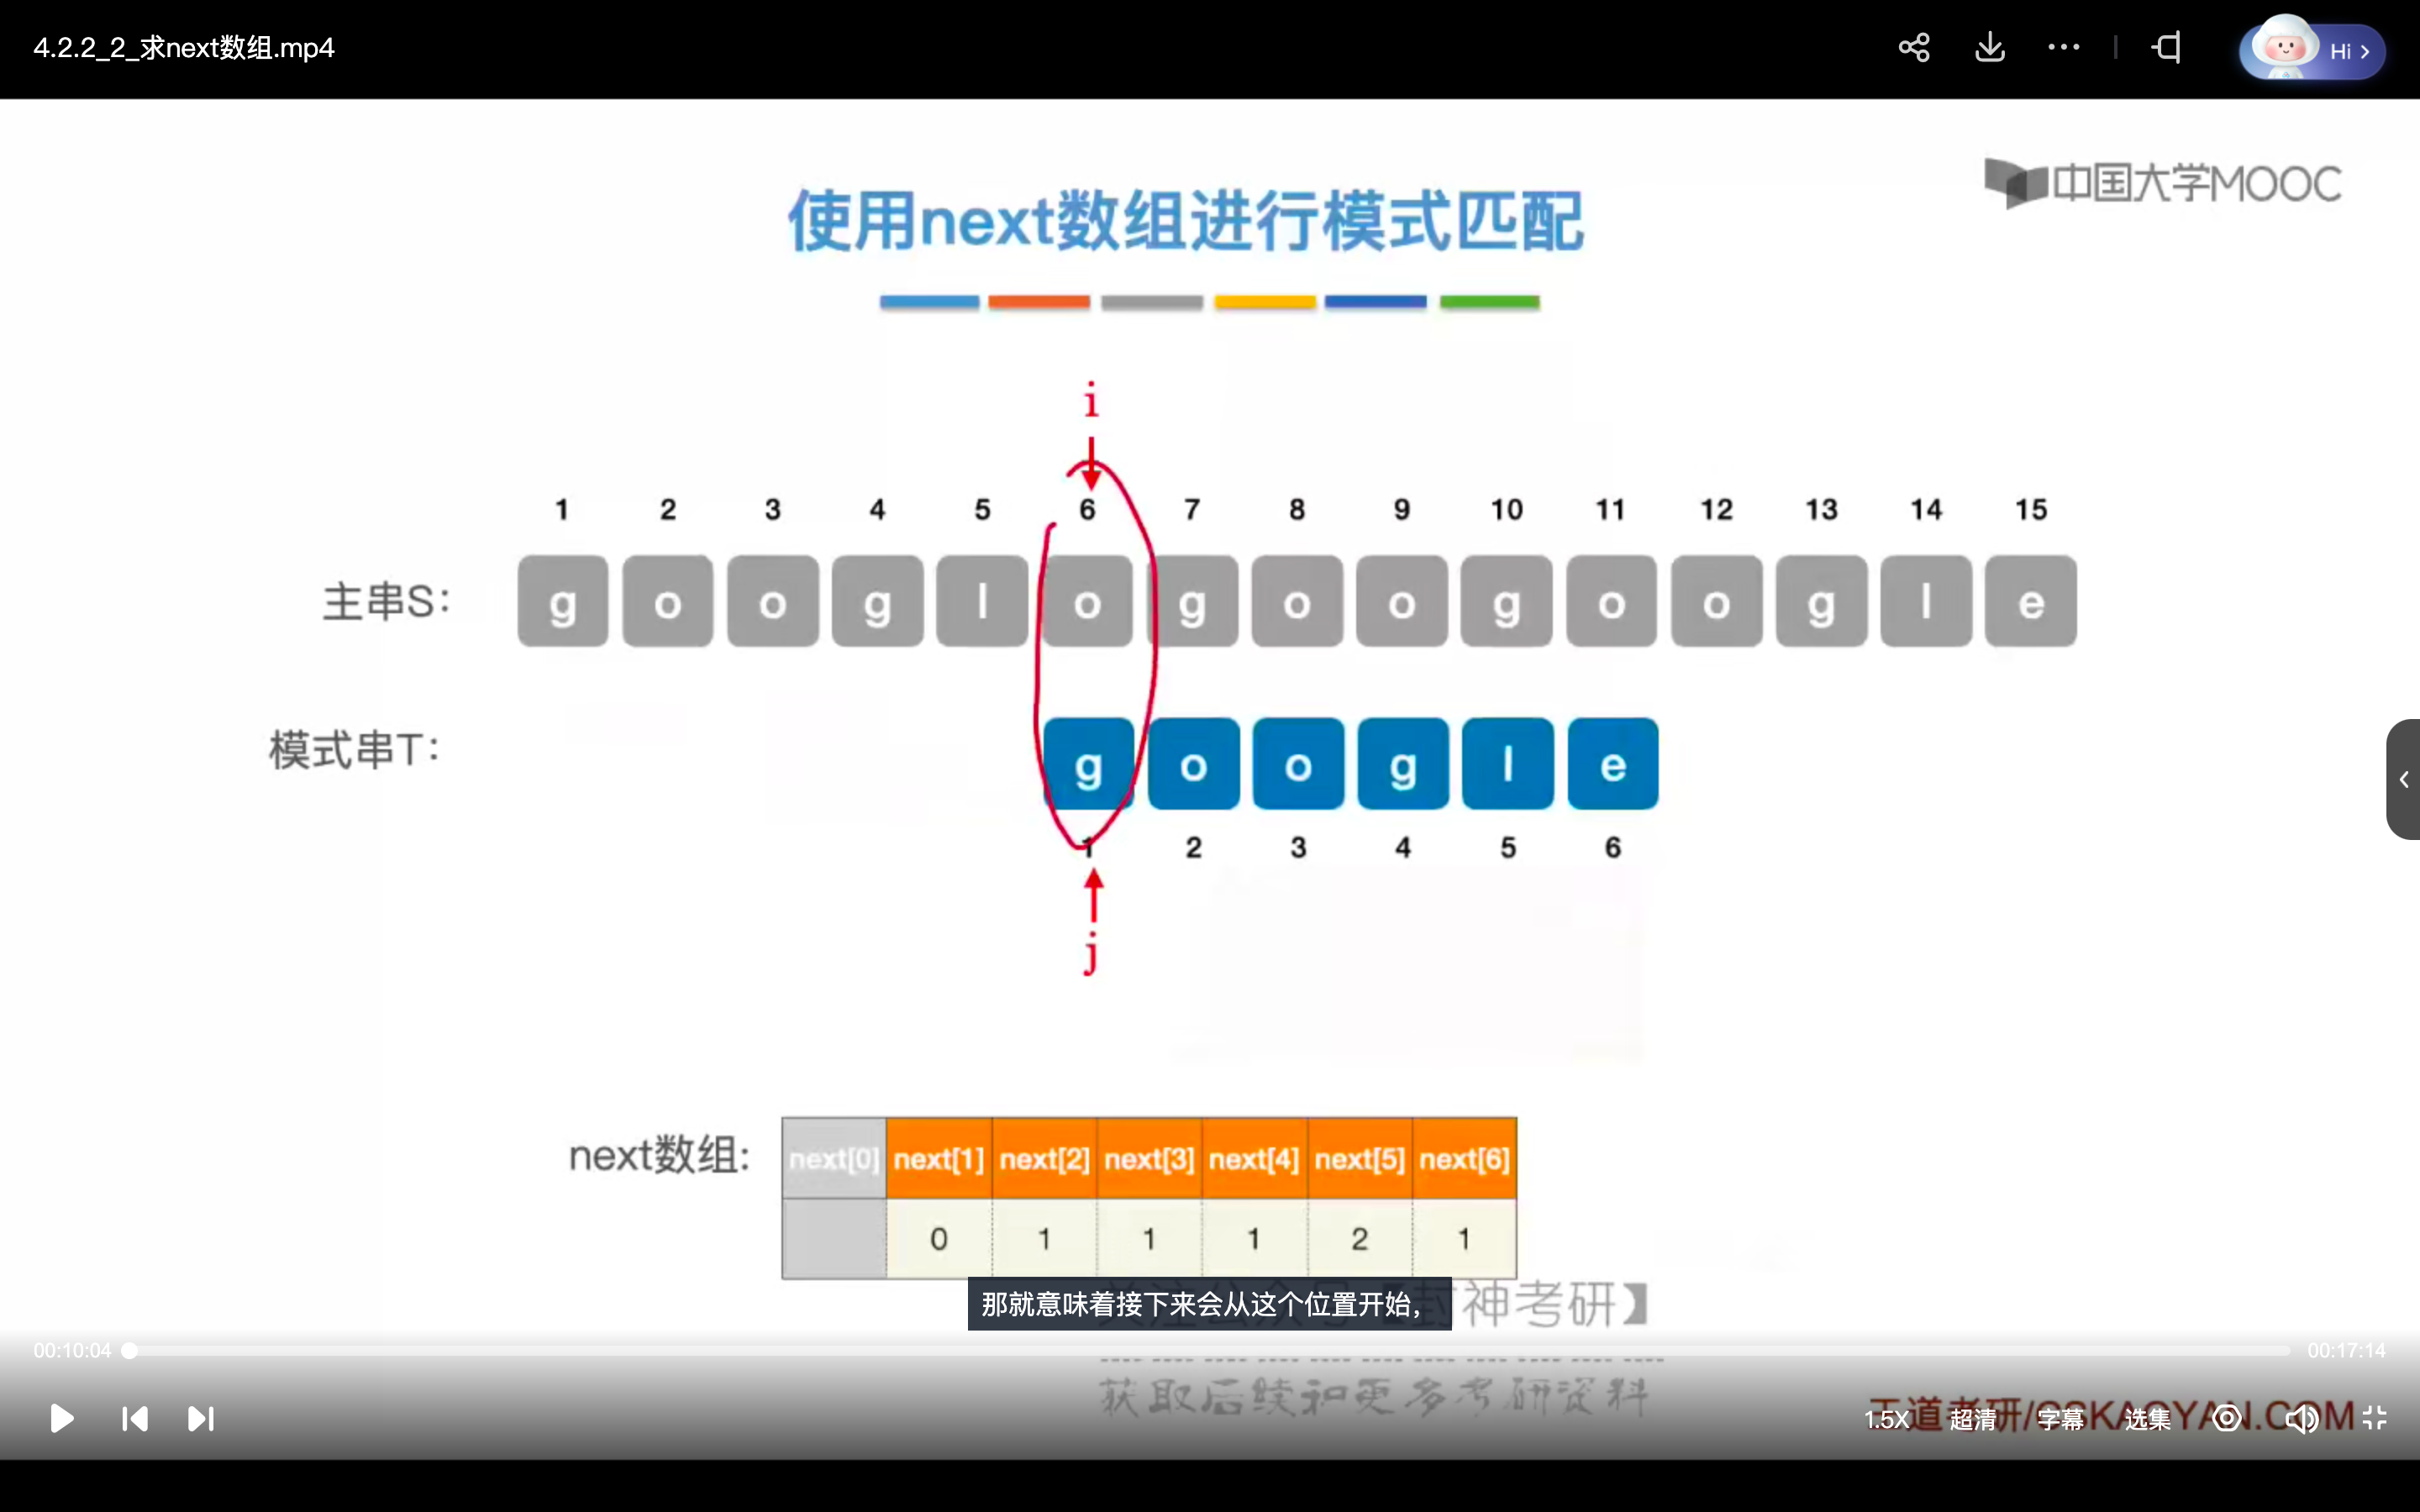 4.2.2_2_求next数组.mp4
Hi
中国大学MOOC
使用next数组进行模式匹配
i
1 2 3 4 5 6 7 8 9 10 11 12 13 14 15
主串S: g o o g l o g o o g o o g l e
模式串T: g o o g l e
1 2 3 4 5 6
j
next数组: next[0] next[1] next[2] next[3] next[4] next[5] next[6]
0 1 1 1 2 1
关注公众号【封神考研】
那就意味着接下来会从这个位置开始,
00:10:04 00:17:14
获取后续和更多考研资料
王道考研/CSKAOYAN.COM
1.5X 超清 字幕 选集